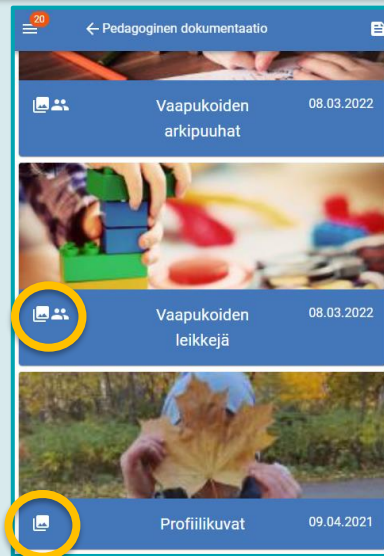 20
Pedagoginen dokumentaatio
Vaapukoiden
arkipuuhat
08.03.2022
Vaapukoiden
leikkejä
08.03.2022
Profiilikuvat
09.04.2021